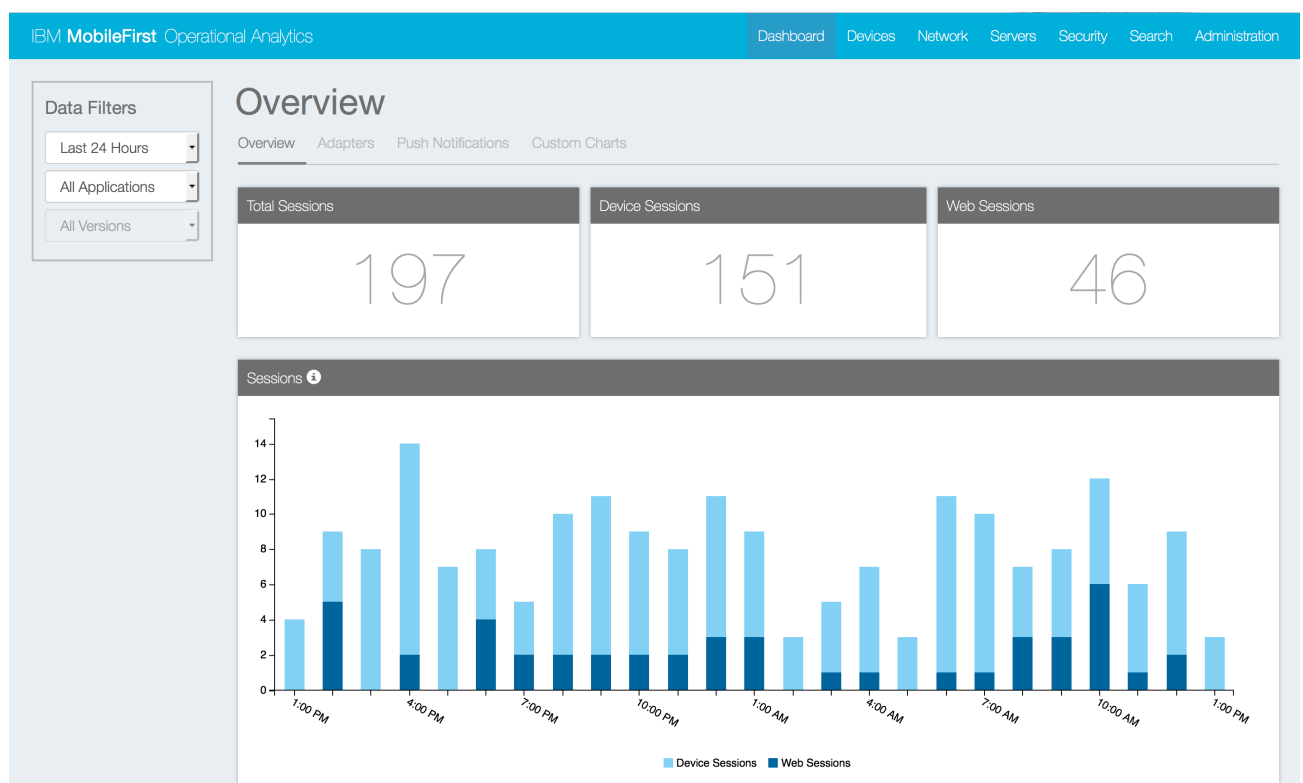 IBM MobileFirst Operational Analytics Dashboard Devices Network Servers Security Search Administration
Data Filters
Last 24 Hours
All Applications
All Versions
Overview
Overview Adapters Push Notifications Custom Charts
Total Sessions Device Sessions Web Sessions
197 151 46
Sessions
14
12
10
8
6
4
2
0
1:00 PM 4:00 PM 7:00 PM 10:00 PM 1:00 AM 4:00 AM 7:00 AM 10:00 AM 1:00 PM
Device Sessions Web Sessions